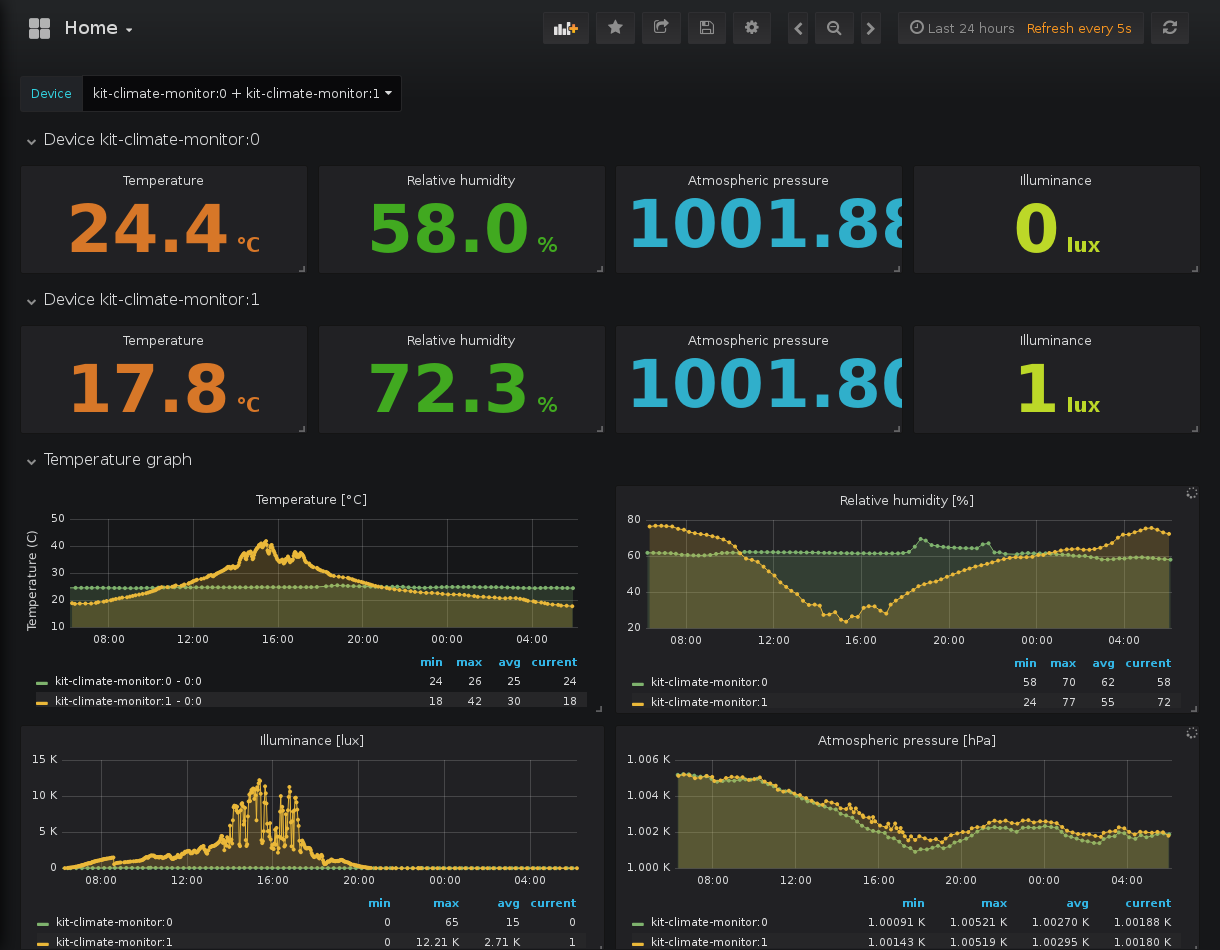 Home
Last 24 hours Refresh every 5s
Device kit-climate-monitor:0 + kit-climate-monitor:1
Device kit-climate-monitor:0
Temperature Relative humidity Atmospheric pressure Illuminance
24.4 °C 58.0 % 1001.88 0 lux
Device kit-climate-monitor:1
Temperature Relative humidity Atmospheric pressure Illuminance
17.8 °C 72.3 % 1001.80 1 lux
Temperature graph
Temperature [°C]
Temperature (C)
50
40
30
20
10
08:00 12:00 16:00 20:00 00:00 04:00
min max avg current
kit-climate-monitor:0 - 0:0 24 26 25 24
kit-climate-monitor:1 - 0:0 18 42 30 18
Relative humidity [%]
80
60
40
20
08:00 12:00 16:00 20:00 00:00 04:00
min max avg current
kit-climate-monitor:0 58 70 62 58
kit-climate-monitor:1 24 77 55 72
Illuminance [lux]
15 K
10 K
5 K
0
08:00 12:00 16:00 20:00 00:00 04:00
min max avg current
kit-climate-monitor:0 0 65 15 0
kit-climate-monitor:1 0 12.21 K 2.71 K 1
Atmospheric pressure [hPa]
1.006 K
1.004 K
1.002 K
1.000 K
08:00 12:00 16:00 20:00 00:00 04:00
min max avg current
kit-climate-monitor:0 1.00091 K 1.00521 K 1.00270 K 1.00188 K
kit-climate-monitor:1 1.00143 K 1.00519 K 1.00295 K 1.00180 K